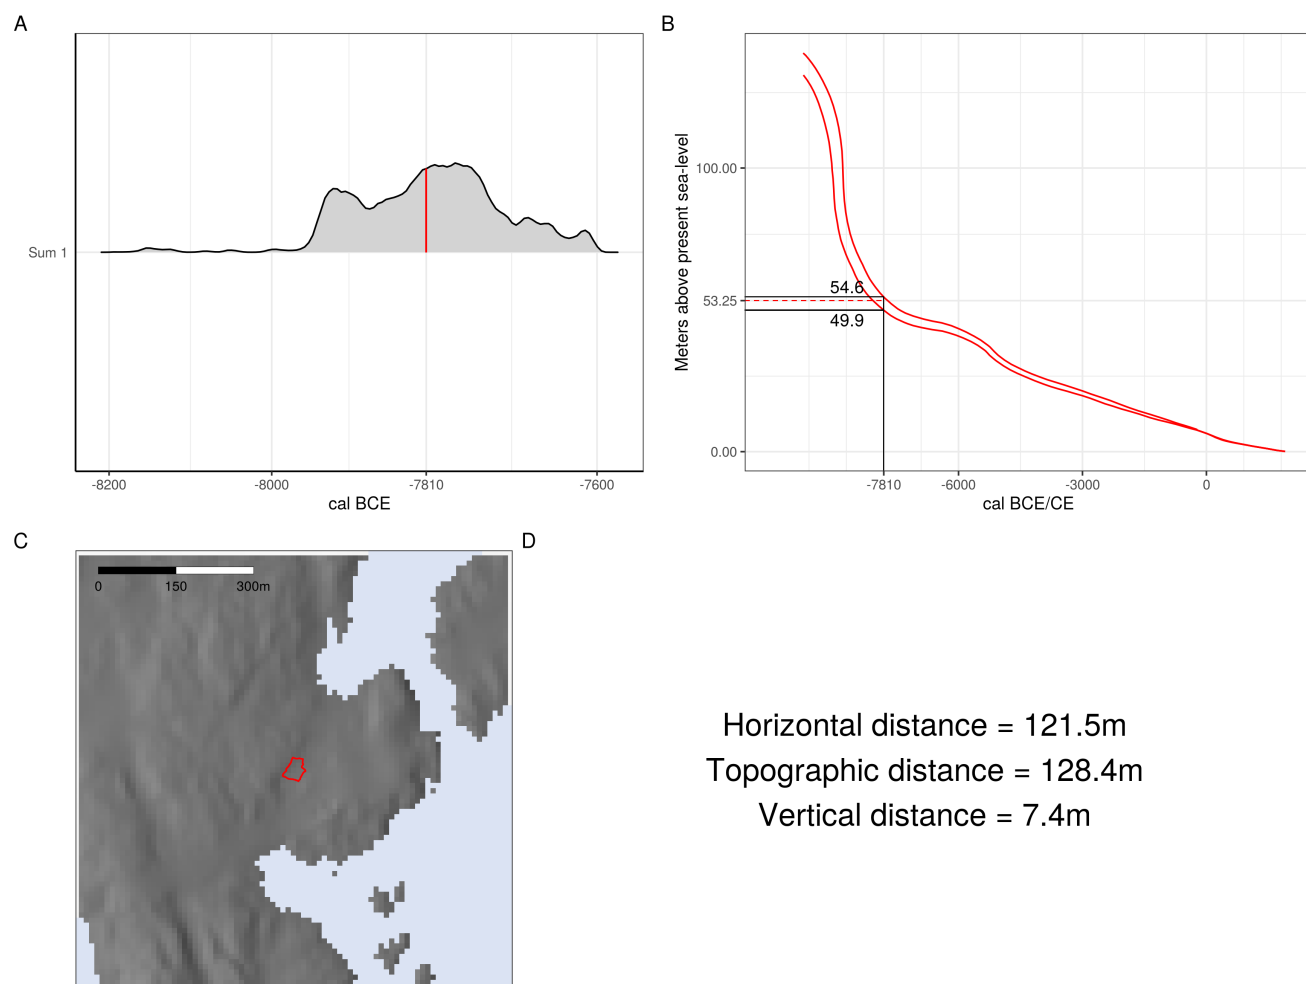 A
Sum 1
-8200 -8000 -7810 -7600
cal BCE
B
Meters above present sea-level
100.00
53.25
0.00
54.6
49.9
-7810 -6000 -3000 0
cal BCE/CE
C
0 150 300m
D
Horizontal distance = 121.5m
Topographic distance = 128.4m
Vertical distance = 7.4m